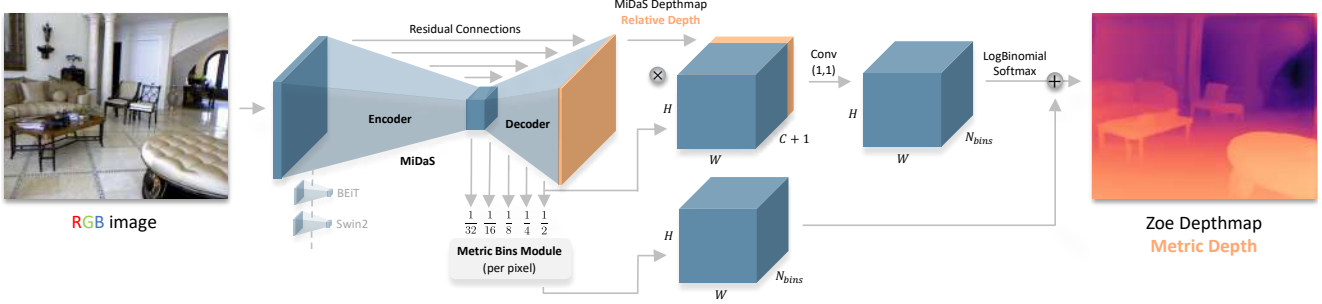 MiDaS Depthmap
Relative Depth
Residual Connections
Encoder
Decoder
MiDaS
BEiT
Swin2
1/32 1/16 1/8 1/4 1/2
Metric Bins Module
(per pixel)
RGB image
×
H
W
C + 1
Conv
(1,1)
H
W
N_bins
LogBinomial
Softmax
+
H
W
N_bins
Zoe Depthmap
Metric Depth